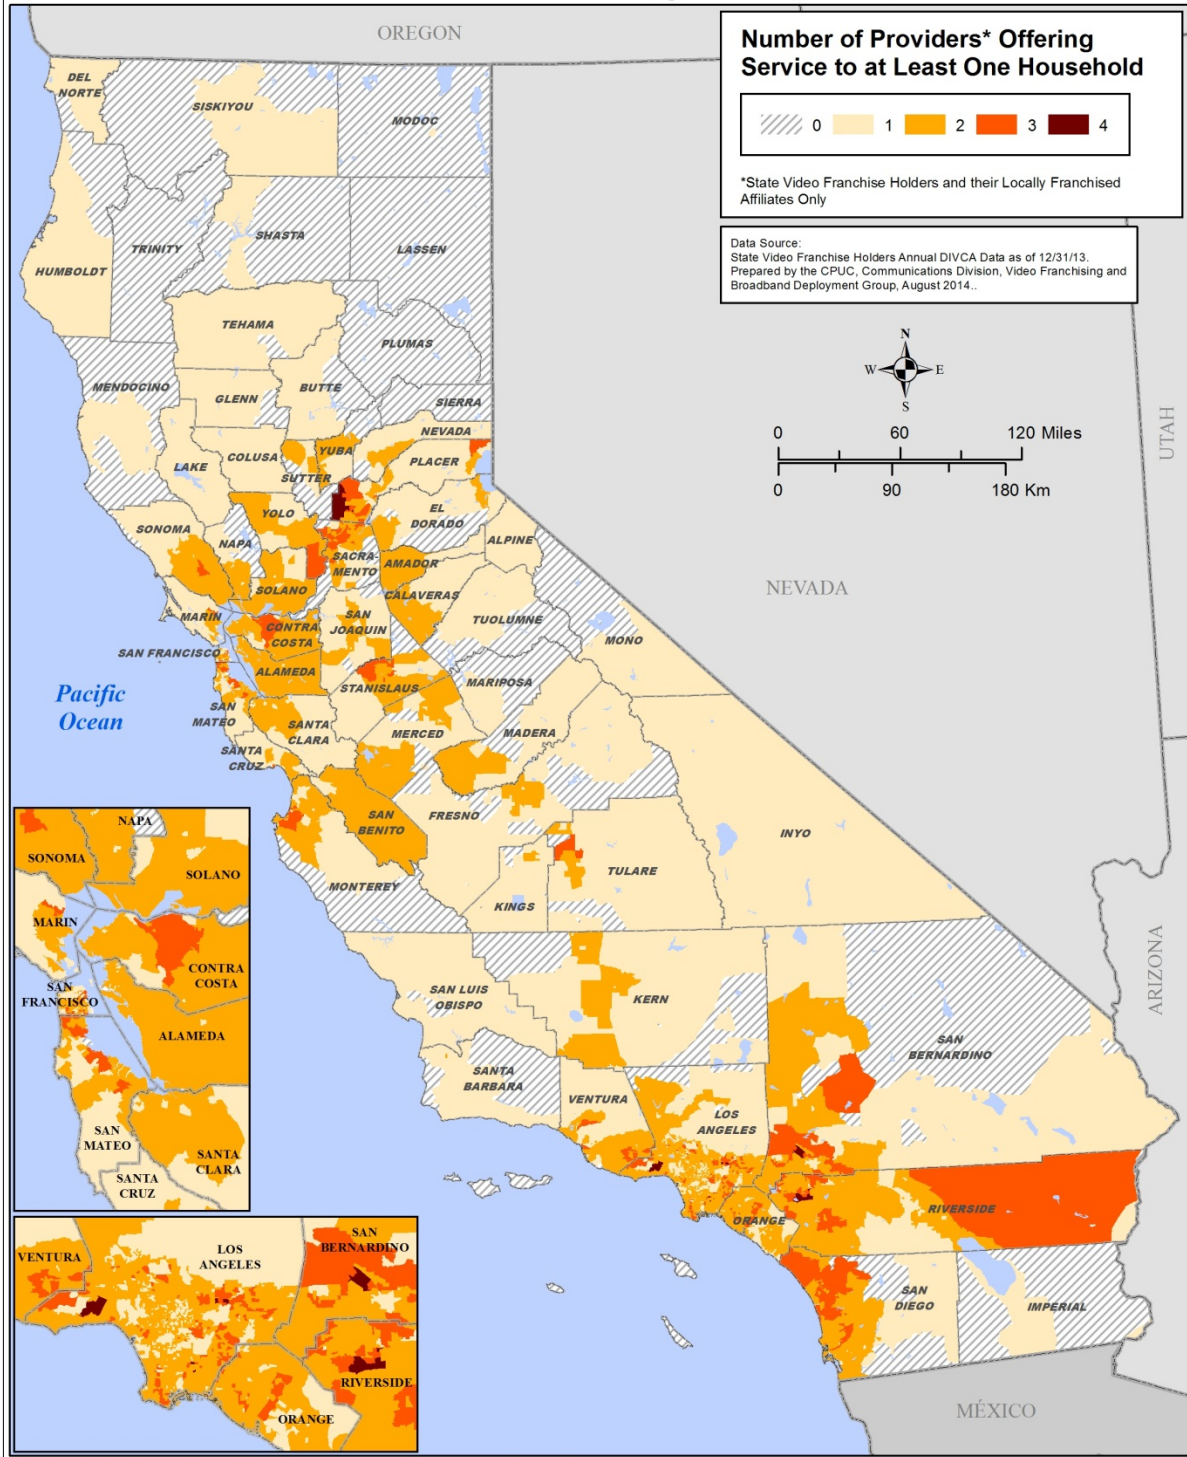 OREGON
Number of Providers* Offering
Service to at Least One Household
0
1
2
3
4
*State Video Franchise Holders and their Locally Franchised
Affiliates Only
Data Source:
State Video Franchise Holders Annual DIVCA Data as of 12/31/13.
Prepared by the CPUC, Communications Division, Video Franchising and
Broadband Deployment Group, August 2014..
N
W
E
S
0
60
120 Miles
0
90
180 Km
DEL
NORTE
SISKIYOU
MODOC
HUMBOLDT
TRINITY
SHASTA
LASSEN
TEHAMA
PLUMAS
MENDOCINO
GLENN
BUTTE
SIERRA
NEVADA
LAKE
COLUSA
SUTTER
YUBA
PLACER
SONOMA
NAPA
YOLO
EL
DORADO
ALPINE
SACRA-
MENTO
AMADOR
SOLANO
CALAVERAS
MARIN
CONTRA
COSTA
SAN
JOAQUIN
TUOLUMNE
MONO
SAN FRANCISCO
ALAMEDA
STANISLAUS
MARIPOSA
SAN
MATEO
SANTA
CLARA
MERCED
MADERA
SANTA
CRUZ
SAN
BENITO
FRESNO
INYO
MONTEREY
KINGS
TULARE
SAN LUIS
OBISPO
KERN
SAN
BERNARDINO
SANTA
BARBARA
VENTURA
LOS
ANGELES
ORANGE
RIVERSIDE
SAN
DIEGO
IMPERIAL
Pacific
Ocean
NEVADA
UTAH
ARIZONA
MÉXICO
NAPA
SONOMA
SOLANO
MARIN
CONTRA
COSTA
SAN
FRANCISCO
ALAMEDA
SAN
MATEO
SANTA
CLARA
SANTA
CRUZ
VENTURA
LOS
ANGELES
SAN
BERNARDINO
RIVERSIDE
ORANGE